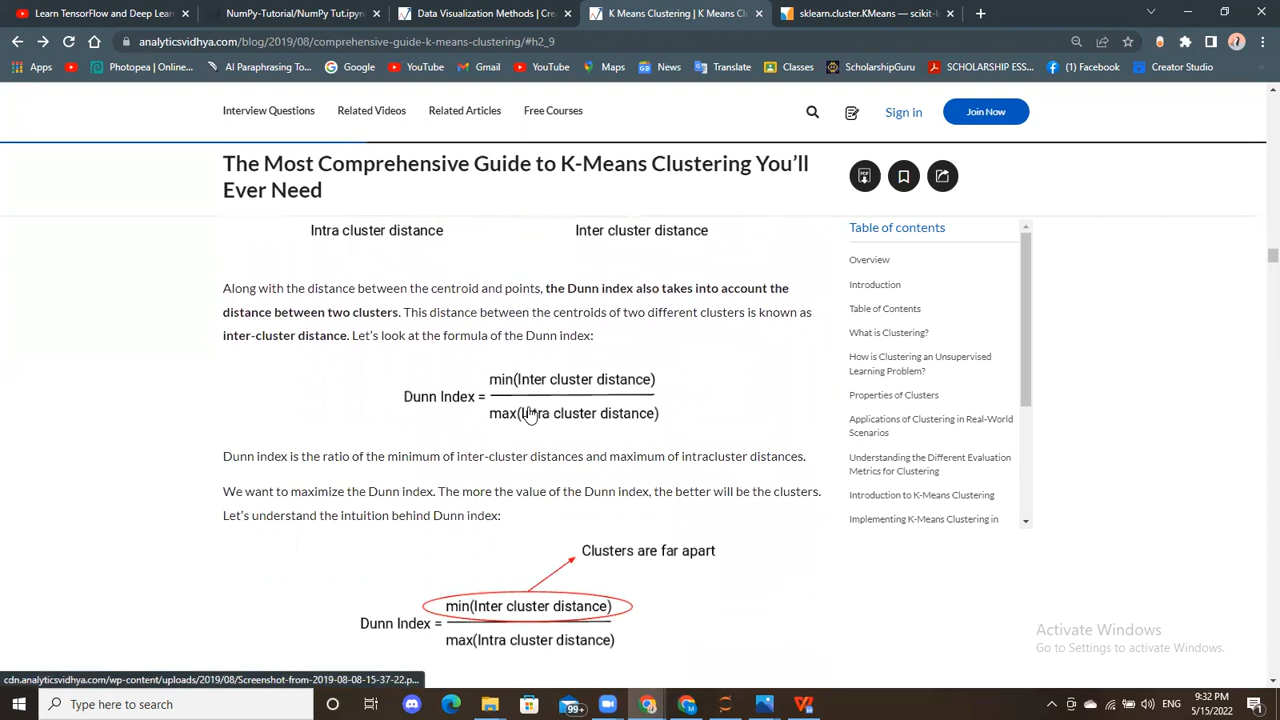 Learn TensorFlow and Deep Le
NumPy-Tutor/NumPy Tut.ipynb
Data Visualization Methods | Cre
K Means Clustering | K Means Cl
sklearn.cluster.KMeans — scikit-l
analyticsvidhya.com/blog/2019/08/comprehensive-guide-k-means-clustering/#h2_9
Apps
Photopea | Online...
AI Paraphrasing To...
Google
YouTube
Gmail
YouTube
Maps
News
Translate
Classes
ScholarshipGuru
SCHOLARSHIP ESS...
(1) Facebook
Creator Studio
Interview Questions
Related Videos
Related Articles
Free Courses
Sign in
Join Now
The Most Comprehensive Guide to K-Means Clustering You'll
Ever Need
PDF
Intra cluster distance
Inter cluster distance
Along with the distance between the centroid and points, the Dunn index also takes into account the
distance between two clusters. This distance between the centroids of two different clusters is known as
inter-cluster distance. Let's look at the formula of the Dunn index:
min(Inter cluster distance)
Dunn Index =
max(Intra cluster distance)
Dunn index is the ratio of the minimum of inter-cluster distances and maximum of intracluster distances.
We want to maximize the Dunn index. The more the value of the Dunn index, the better will be the clusters.
Let's understand the intuition behind Dunn index:
Clusters are far apart
min(Inter cluster distance)
Dunn Index =
max(Intra cluster distance)
Table of contents
Overview
Introduction
Table of Contents
What is Clustering?
How is Clustering an Unsupervised
Learning Problem?
Properties of Clusters
Applications of Clustering in Real-World
Scenarios
Understanding the Different Evaluation
Metrics for Clustering
Introduction to K-Means Clustering
Implementing K-Means Clustering in
Activate Windows
Go to Settings to activate Windows.
cdn.analyticsvidhya.com/wp-content/uploads/2019/08/Screenshot-from-2019-08-08-15-37-22.p...
Type here to search
99+
ENG
9:32 PM
5/15/2022